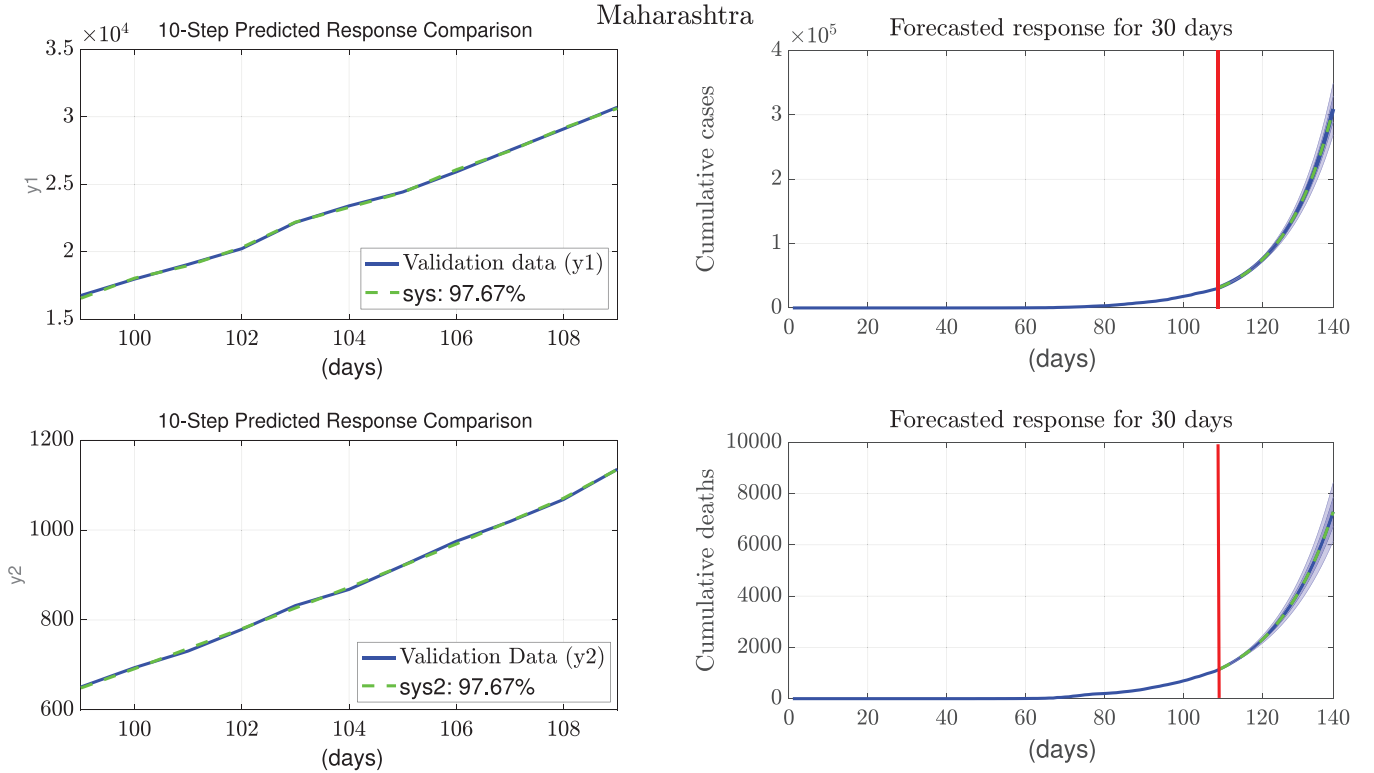 Maharashtra
10-Step Predicted Response Comparison
×10⁴
3.5
3
2.5
2
1.5
y1
Validation data (y1)
sys: 97.67%
100 102 104 106 108
(days)
Forecasted response for 30 days
×10⁵
4
3
2
1
0
Cumulative cases
0 20 40 60 80 100 120 140
(days)
10-Step Predicted Response Comparison
1200
1000
800
600
y2
Validation Data (y2)
sys2: 97.67%
100 102 104 106 108
(days)
Forecasted response for 30 days
10000
8000
6000
4000
2000
0
Cumulative deaths
0 20 40 60 80 100 120 140
(days)